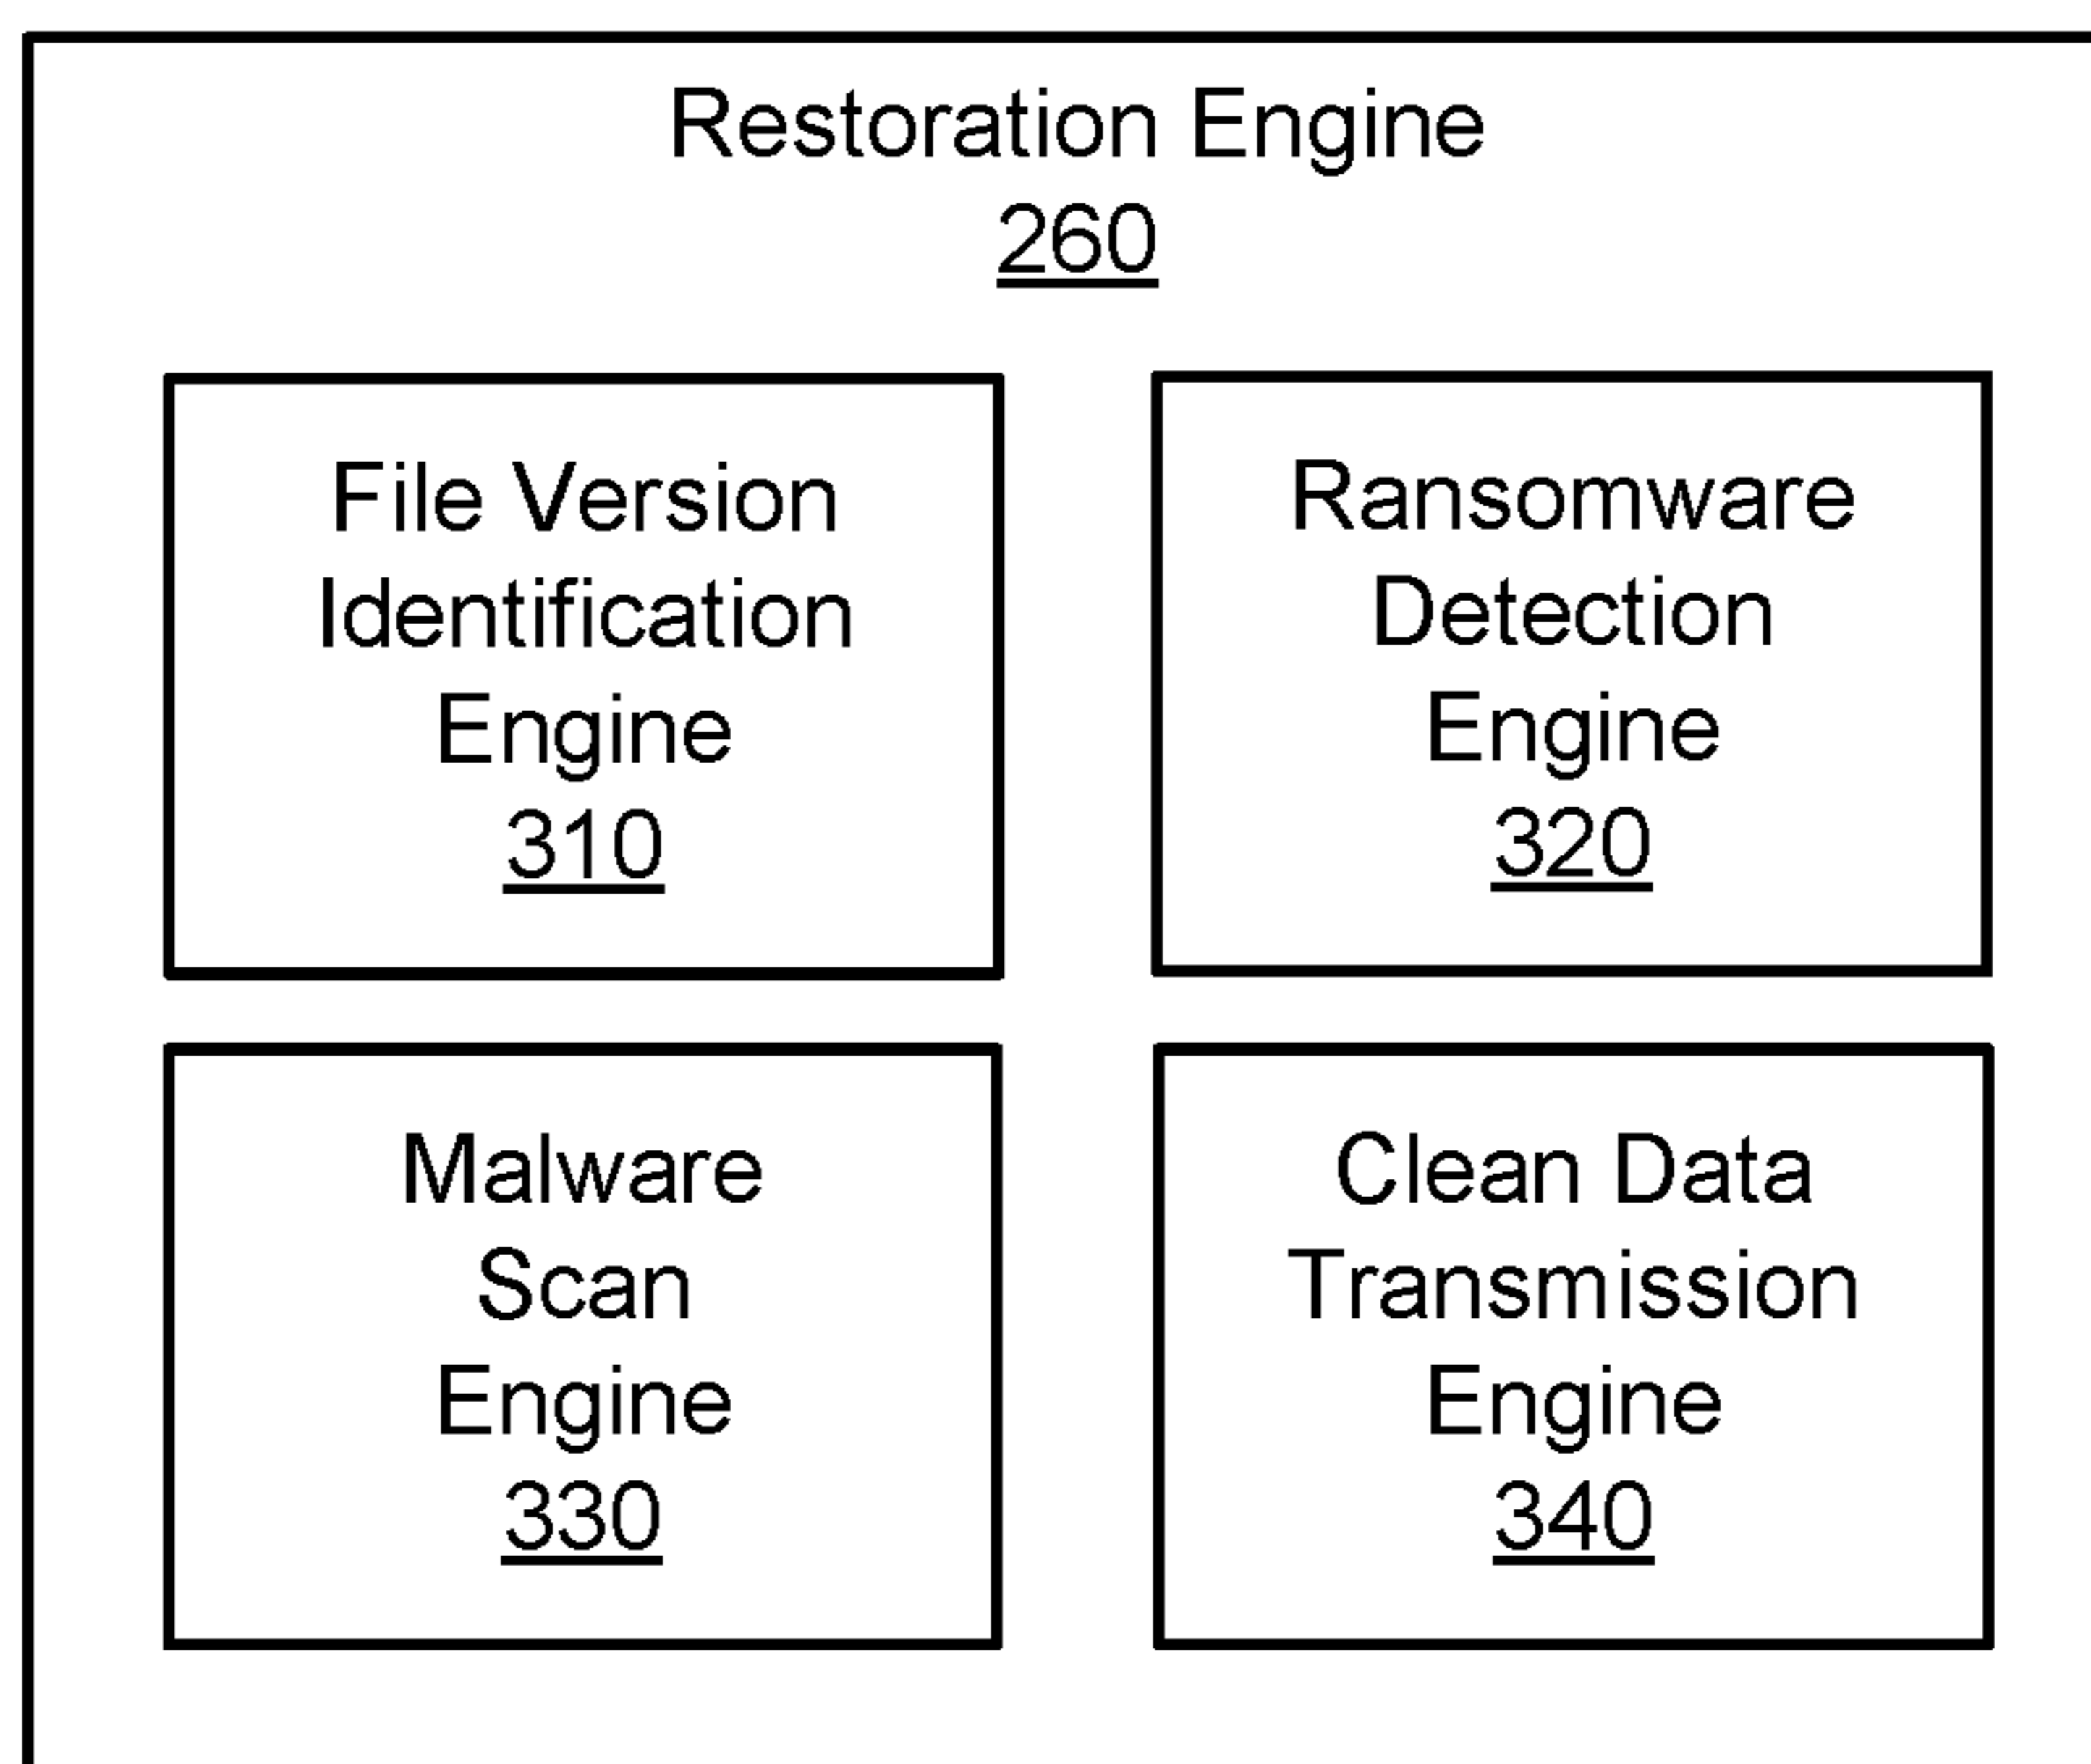 Restoration Engine
260
File Version
Identification
Engine
310
Ransomware
Detection
Engine
320
Malware
Scan
Engine
330
Clean Data
Transmission
Engine
340